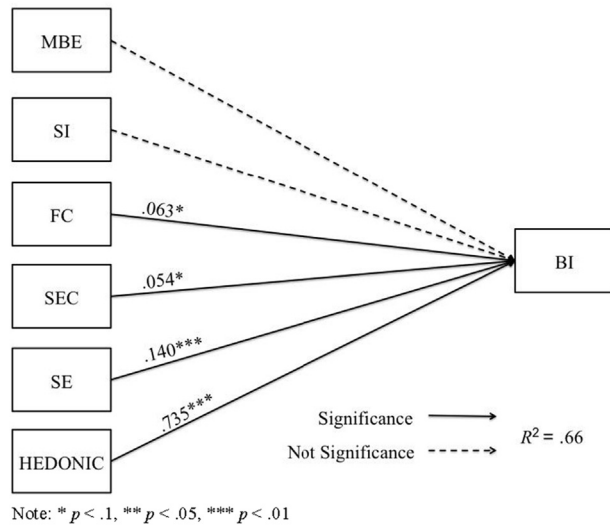 MBE
SI
FC
.063*
SEC
.054*
BI
SE
.140***
HEDONIC
.735***
Significance
Not Significance
R² = .66
Note: * p < .1, ** p < .05, *** p < .01